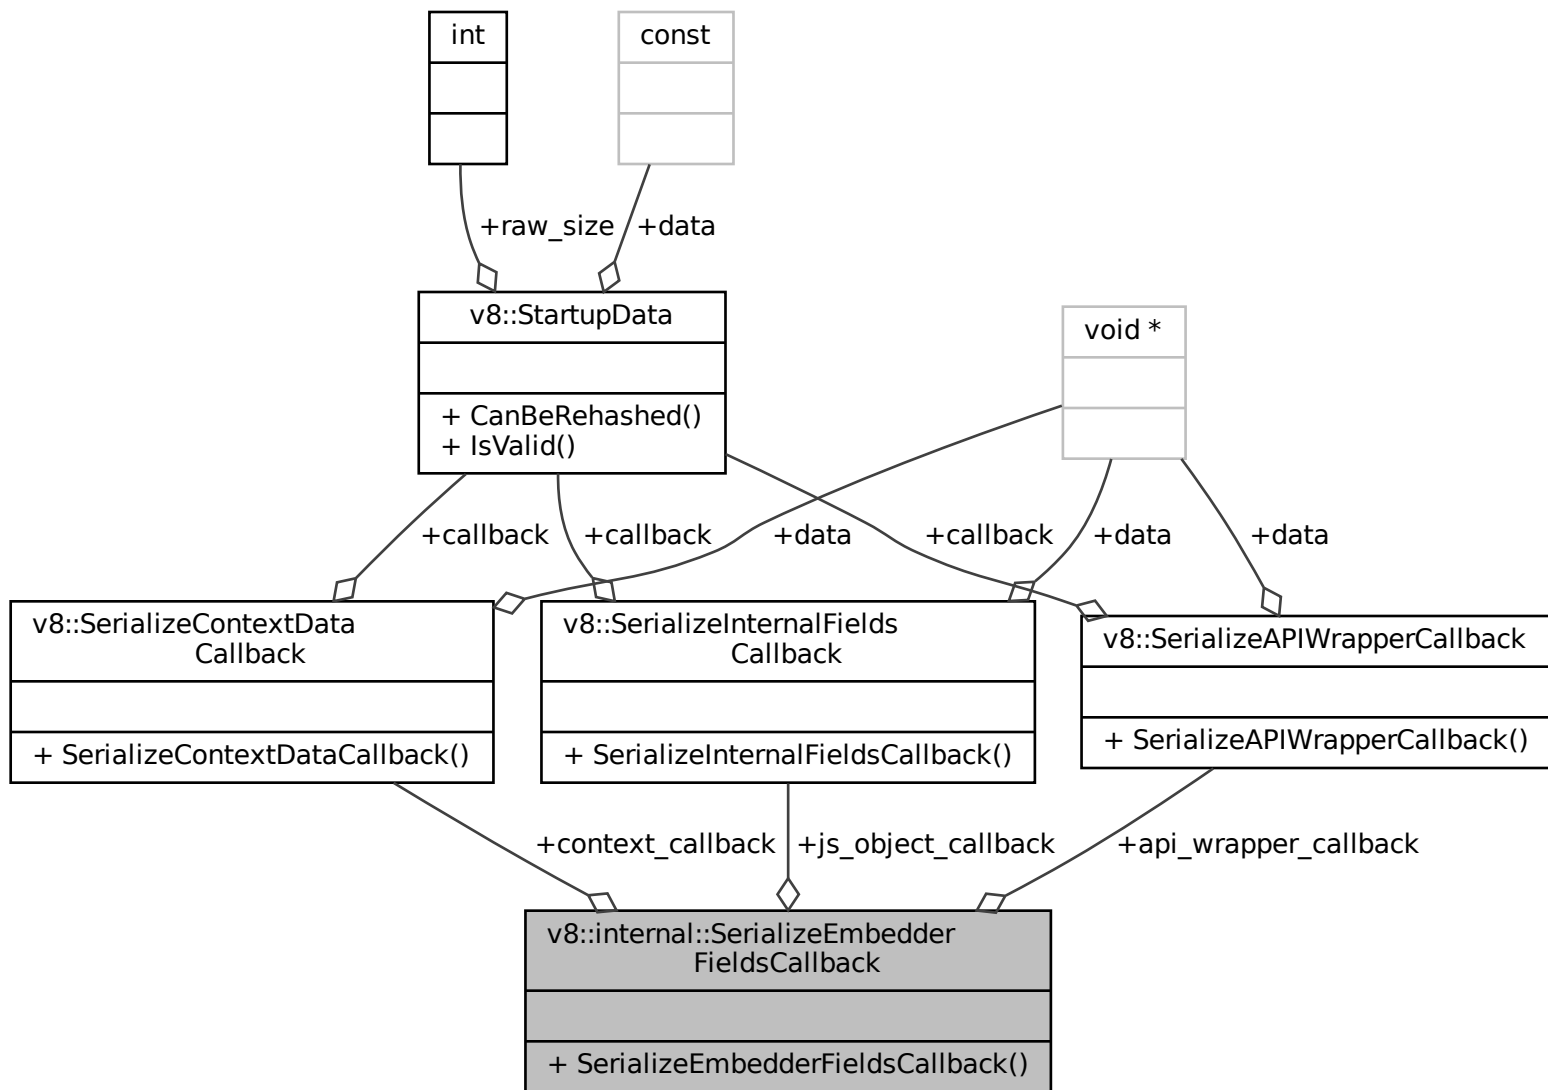 int
const
+raw_size
+data
v8::StartupData
+ CanBeRehashed()
+ IsValid()
void *
+callback
+callback
+data
+callback
+data
+data
v8::SerializeContextData
Callback
+ SerializeContextDataCallback()
v8::SerializeInternalFields
Callback
+ SerializeInternalFieldsCallback()
v8::SerializeAPIWrapperCallback
+ SerializeAPIWrapperCallback()
+context_callback
+js_object_callback
+api_wrapper_callback
v8::internal::SerializeEmbedder
FieldsCallback
+ SerializeEmbedderFieldsCallback()